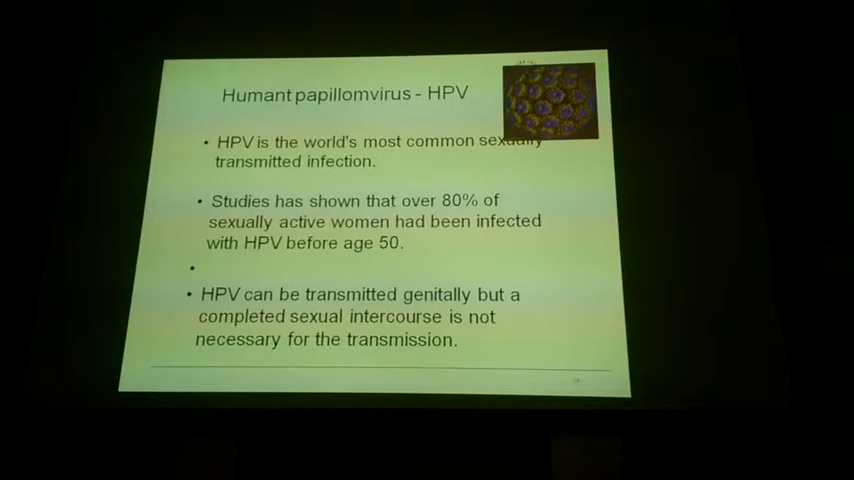 Humant papillomvirus - HPV
• HPV is the world's most common sexually
transmitted infection.
• Studies has shown that over 80% of
sexually active women had been infected
with HPV before age 50.
•
• HPV can be transmitted genitally but a
completed sexual intercourse is not
necessary for the transmission.